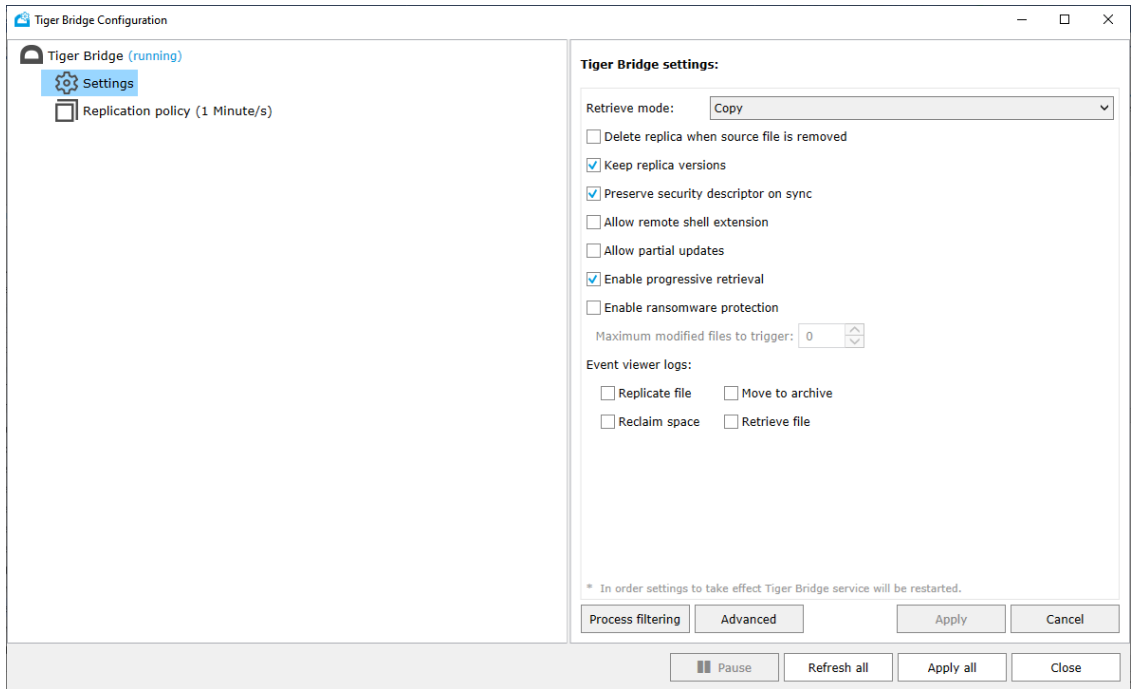 Tiger Bridge Configuration
Tiger Bridge (running)
Settings
Replication policy (1 Minute/s)
Tiger Bridge settings:
Retrieve mode: Copy
Delete replica when source file is removed
Keep replica versions
Preserve security descriptor on sync
Allow remote shell extension
Allow partial updates
Enable progressive retrieval
Enable ransomware protection
Maximum modified files to trigger: 0
Event viewer logs:
Replicate file Move to archive
Reclaim space Retrieve file
* In order settings to take effect Tiger Bridge service will be restarted.
Process filtering Advanced Apply Cancel
Pause Refresh all Apply all Close